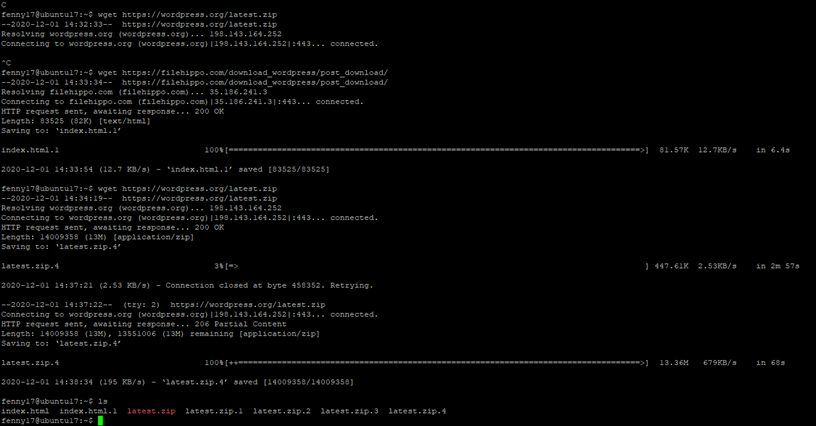 C
fenny17@ubuntu17:~$ wget https://wordpress.org/latest.zip
--2020-12-01 14:32:33--  https://wordpress.org/latest.zip
Resolving wordpress.org (wordpress.org)... 198.143.164.252
Connecting to wordpress.org (wordpress.org)|198.143.164.252|:443... connected.
^C
fenny17@ubuntu17:~$ wget https://filehippo.com/download_wordpress/post_download/
--2020-12-01 14:33:34--  https://filehippo.com/download_wordpress/post_download/
Resolving filehippo.com (filehippo.com)... 35.186.241.3
Connecting to filehippo.com (filehippo.com)|35.186.241.3|:443... connected.
HTTP request sent, awaiting response... 200 OK
Length: 83525 (82K) [text/html]
Saving to: ‘index.html.1’
index.html.1 100%[=================================================================================>] 81.57K 12.7KB/s in 6.4s
2020-12-01 14:33:54 (12.7 KB/s) - ‘index.html.1’ saved [83525/83525]
fenny17@ubuntu17:~$ wget https://wordpress.org/latest.zip
--2020-12-01 14:34:19--  https://wordpress.org/latest.zip
Resolving wordpress.org (wordpress.org)... 198.143.164.252
Connecting to wordpress.org (wordpress.org)|198.143.164.252|:443... connected.
HTTP request sent, awaiting response... 200 OK
Length: 14009358 (13M) [application/zip]
Saving to: ‘latest.zip.4’
latest.zip.4 3%[=> ] 447.61K 2.53KB/s in 2m 57s
2020-12-01 14:37:21 (2.53 KB/s) - Connection closed at byte 458352. Retrying.
--2020-12-01 14:37:22--  (try: 2)  https://wordpress.org/latest.zip
Connecting to wordpress.org (wordpress.org)|198.143.164.252|:443... connected.
HTTP request sent, awaiting response... 206 Partial Content
Length: 14009358 (13M), 13551006 (13M) remaining [application/zip]
Saving to: ‘latest.zip.4’
latest.zip.4 100%[++===============================================================================>] 13.36M 679KB/s in 68s
2020-12-01 14:38:34 (195 KB/s) - ‘latest.zip.4’ saved [14009358/14009358]
fenny17@ubuntu17:~$ ls
index.html  index.html.1  latest.zip  latest.zip.1  latest.zip.2  latest.zip.3  latest.zip.4
fenny17@ubuntu17:~$